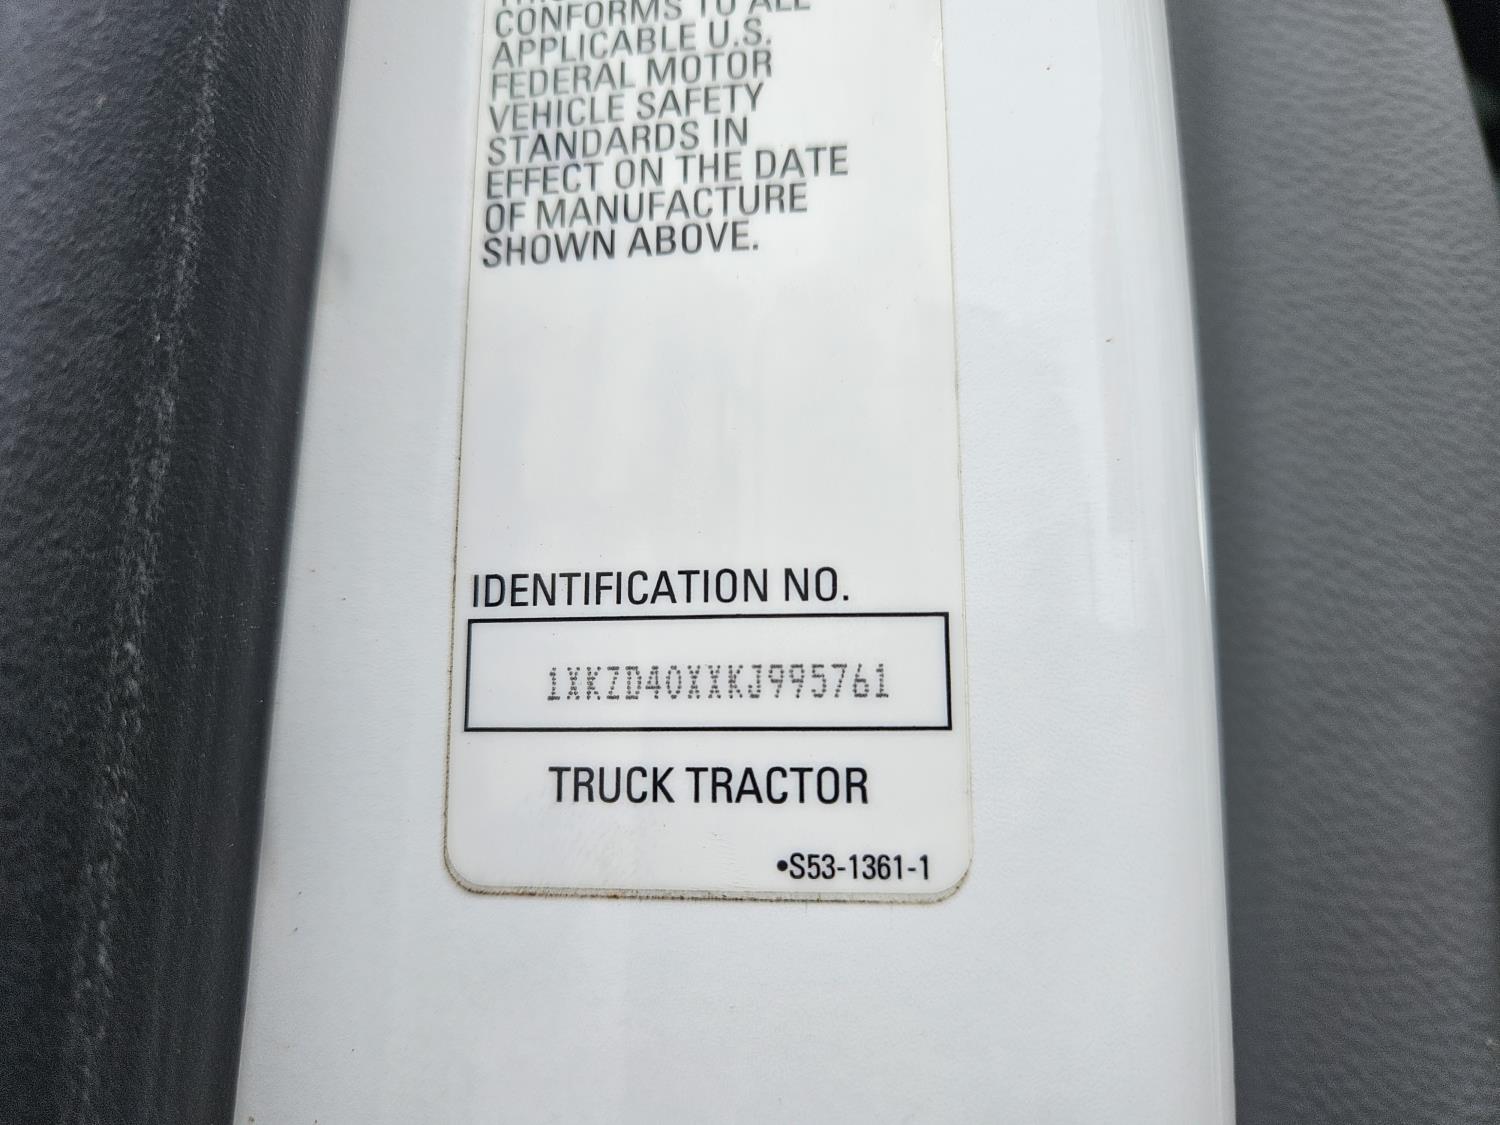 CONFORMS TO ALL
APPLICABLE U.S.
FEDERAL MOTOR
VEHICLE SAFETY
STANDARDS IN
EFFECT ON THE DATE
OF MANUFACTURE
SHOWN ABOVE.
IDENTIFICATION NO.
1XKZD40XXKJ995761
TRUCK TRACTOR
•S53-1361-1